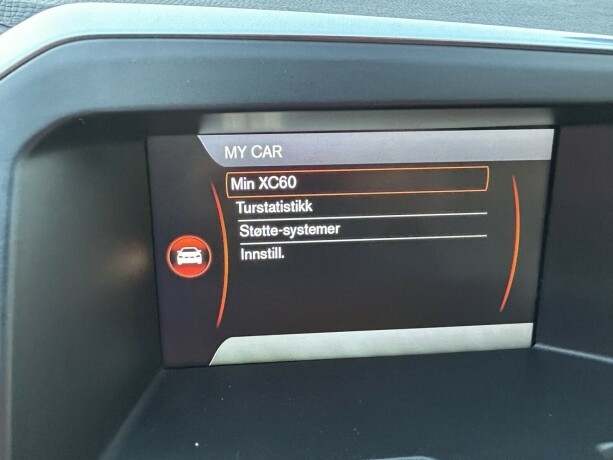 MY CAR
Min XC60
Turstatistikk
Støtte-systemer
Innstill.